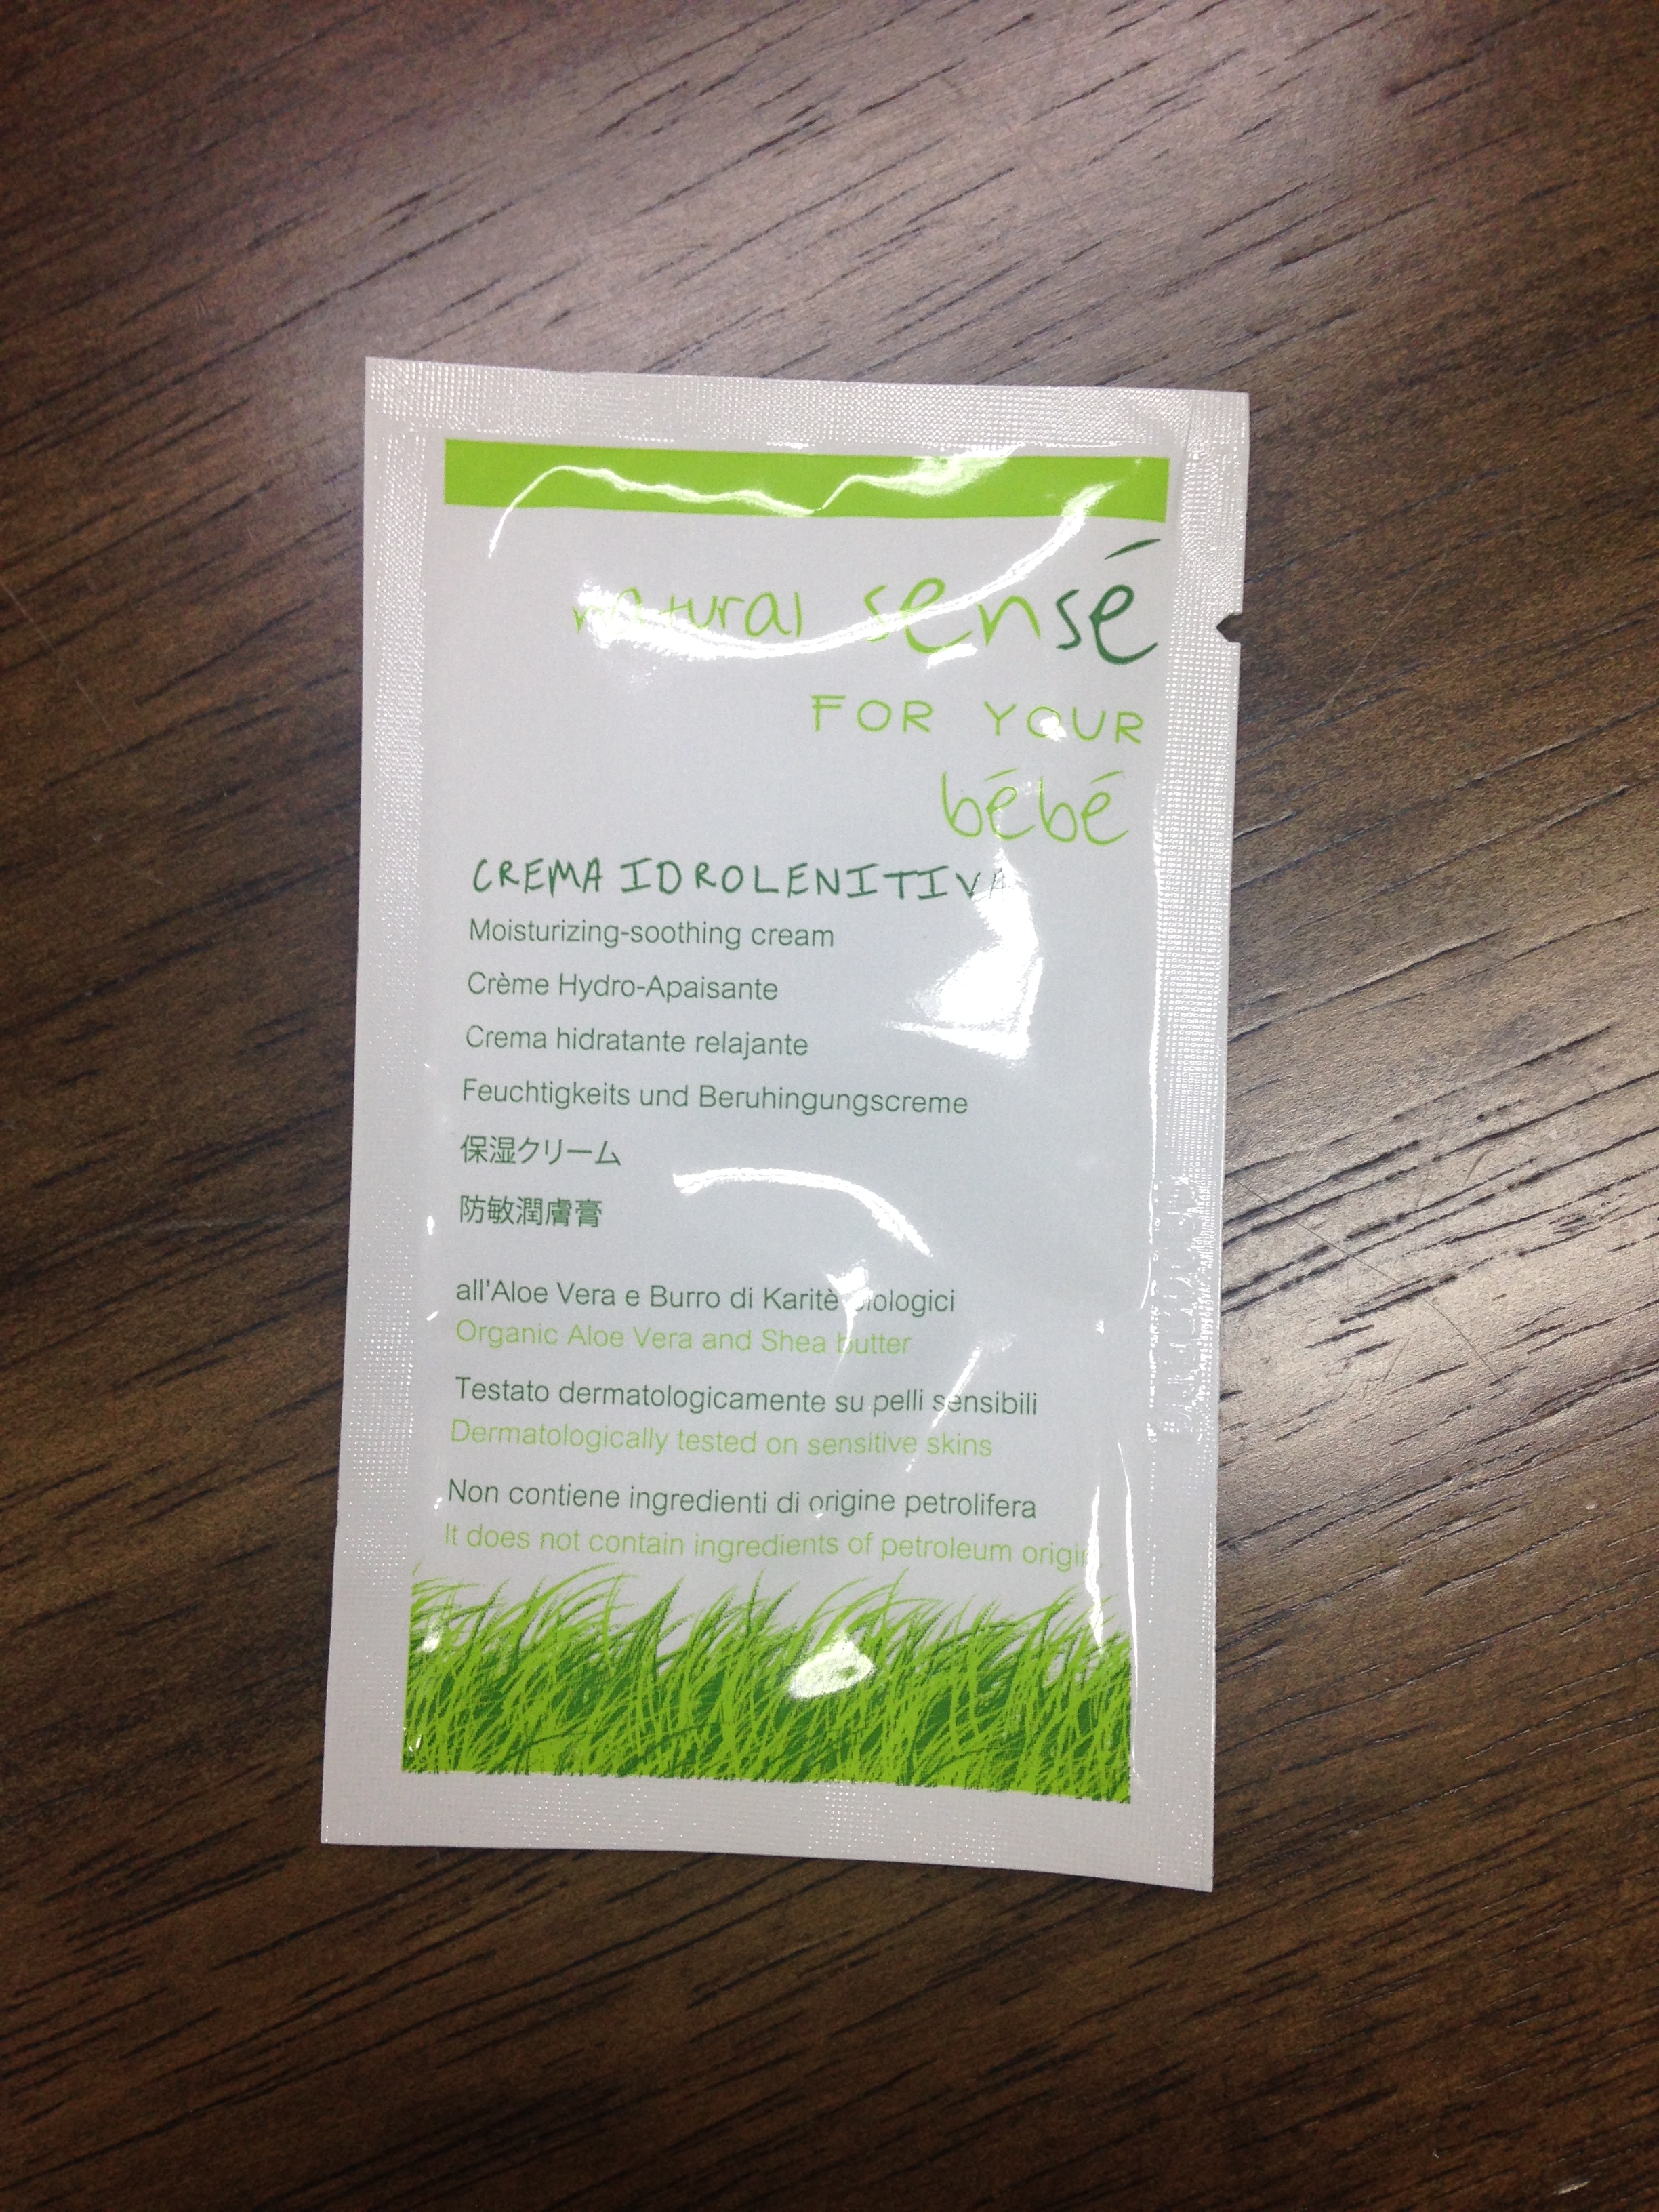 natural sensé
FOR YOUR
bébé
CREMA IDROLENITIVA
Moisturizing-soothing cream
Crème Hydro-Apaisante
Crema hidratante relajante
Feuchtigkeits und Beruhingungscreme
保湿クリーム
防敏潤膚膏
all'Aloe Vera e Burro di Karitè biologici
Organic Aloe Vera and Shea butter
Testato dermatologicamente su pelli sensibili
Dermatologically tested on sensitive skins
Non contiene ingredienti di origine petrolifera
It does not contain ingredients of petroleum origin